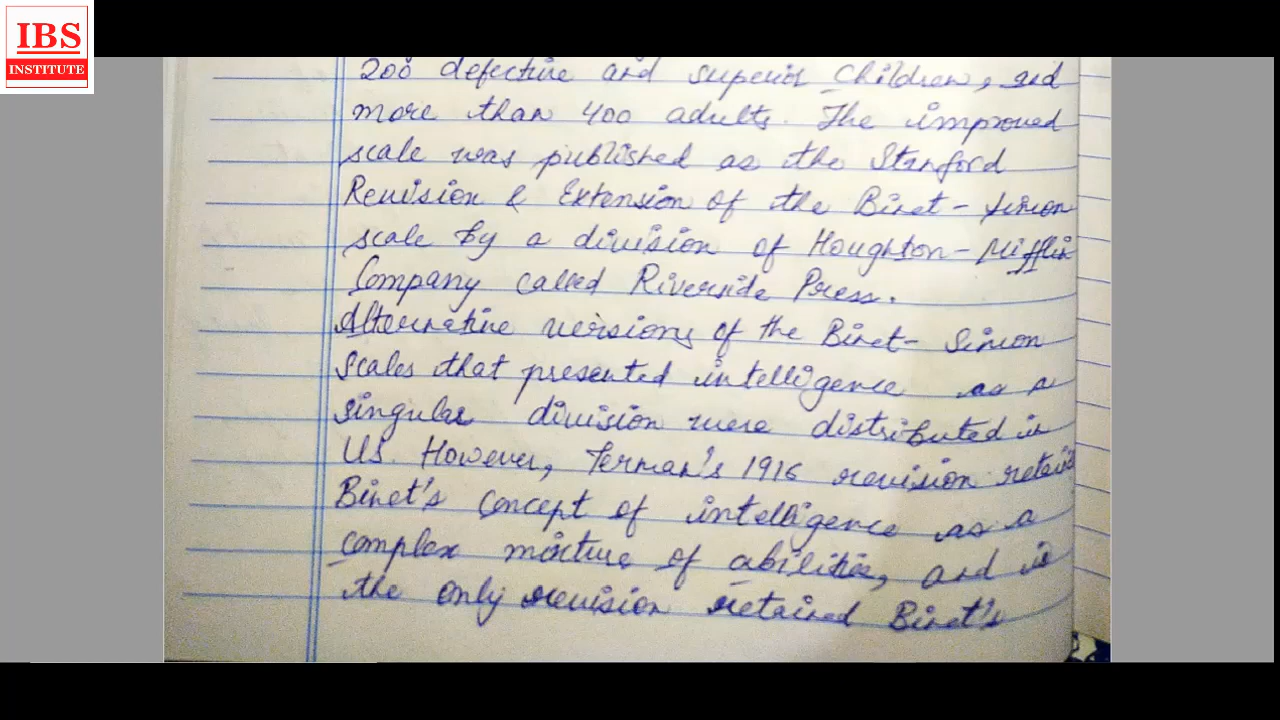 IBS
INSTITUTE
200 defective and superior Children, and
more than 400 adults. The improved
scale was published as the Stanford
Revision & Extension of the Binet-Simon
scale by a division of Houghton-Mifflin
Company called Riverside Press.
Alternative versions of the Binet-Simon
Scales that presented intelligence as a
singular division were distributed in
US. However, Terman's 1916 revision retains
Binet's concept of intelligence as a
complex mixture of abilities, and is
the only revision retained Binet's